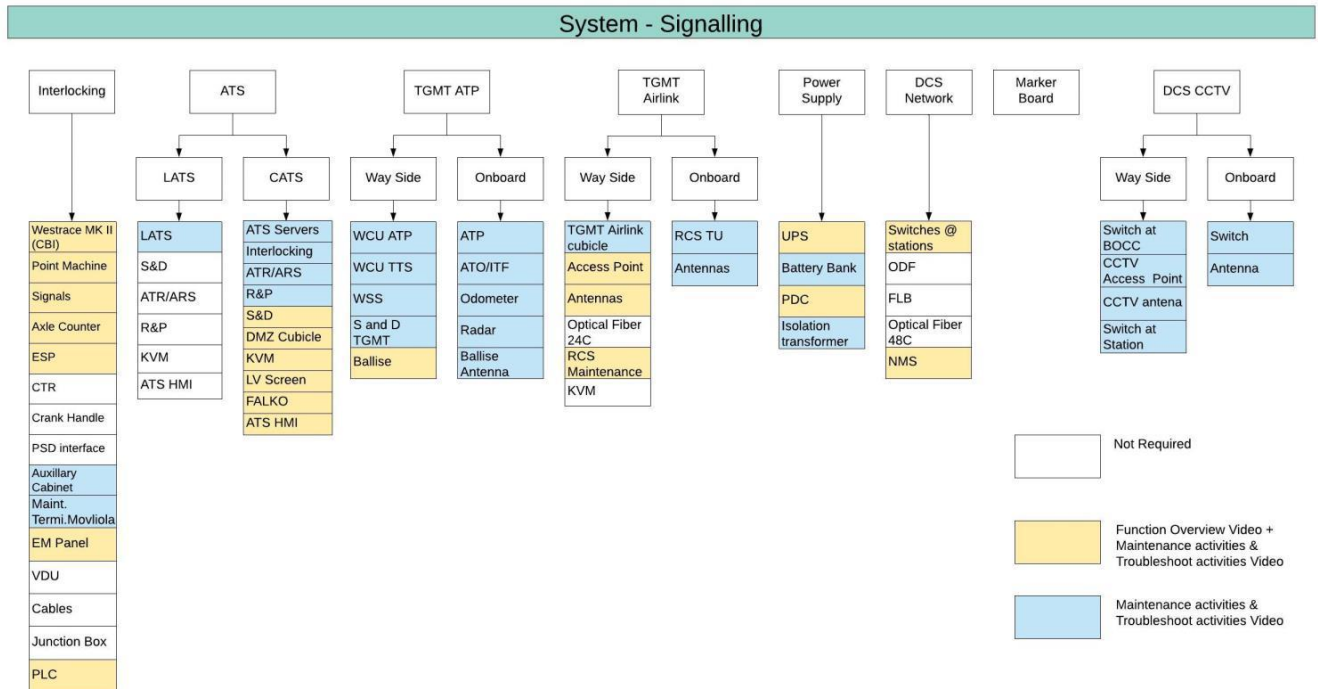 System - Signalling
Interlocking
ATS
TGMT ATP
TGMT
Airlink
Power
Supply
DCS
Network
Marker
Board
DCS CCTV
LATS
CATS
Way Side
Onboard
Way Side
Onboard
Way Side
Onboard
Westrace MK II
(CBI)
Point Machine
Signals
Axle Counter
ESP
CTR
Crank Handle
PSD interface
Auxillary
Cabinet
Maint.
Termi.Movliola
EM Panel
VDU
Cables
Junction Box
PLC
LATS
S&D
ATR/ARS
R&P
KVM
ATS HMI
ATS Servers
Interlocking
ATR/ARS
R&P
S&D
DMZ Cubicle
KVM
LV Screen
FALKO
ATS HMI
WCU ATP
WCU TTS
WSS
S and D
TGMT
Ballise
ATP
ATO/ITF
Odometer
Radar
Ballise
Antenna
TGMT Airlink
cubicle
Access Point
Antennas
Optical Fiber
24C
RCS
Maintenance
KVM
RCS TU
Antennas
UPS
Battery Bank
PDC
Isolation
transformer
Switches @
stations
ODF
FLB
Optical Fiber
48C
NMS
Switch at
BOCC
CCTV
Access Point
CCTV antena
Switch at
Station
Switch
Antenna
Not Required
Function Overview Video +
Maintenance activities &
Troubleshoot activities Video
Maintenance activities &
Troubleshoot activities Video